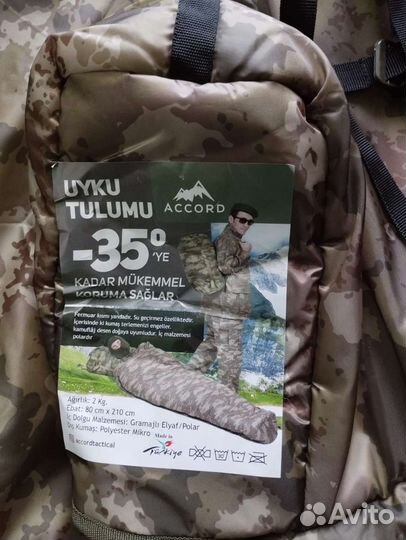 UYKU
TULUMU
ACCORD
-35° 'YE
KADAR MÜKEMMEL
KORUMA SAĞLAR
Fermuar kısmı yandadır. Su geçirmez özelliktedir.
İçerisinde ki kumaş terlemenizi engeller.
kamuflaj desen doğaya uyumludur. İç malzemesi
polardır
Ağırlık: 2 Kg.
Ebat: 80 cm x 210 cm
İç Dolgu Malzemesi: Gramajlı Elyaf/Polar
Dış Kumaş: Polyester Mikro
accordtactical
Made in
Türkiye
Avito